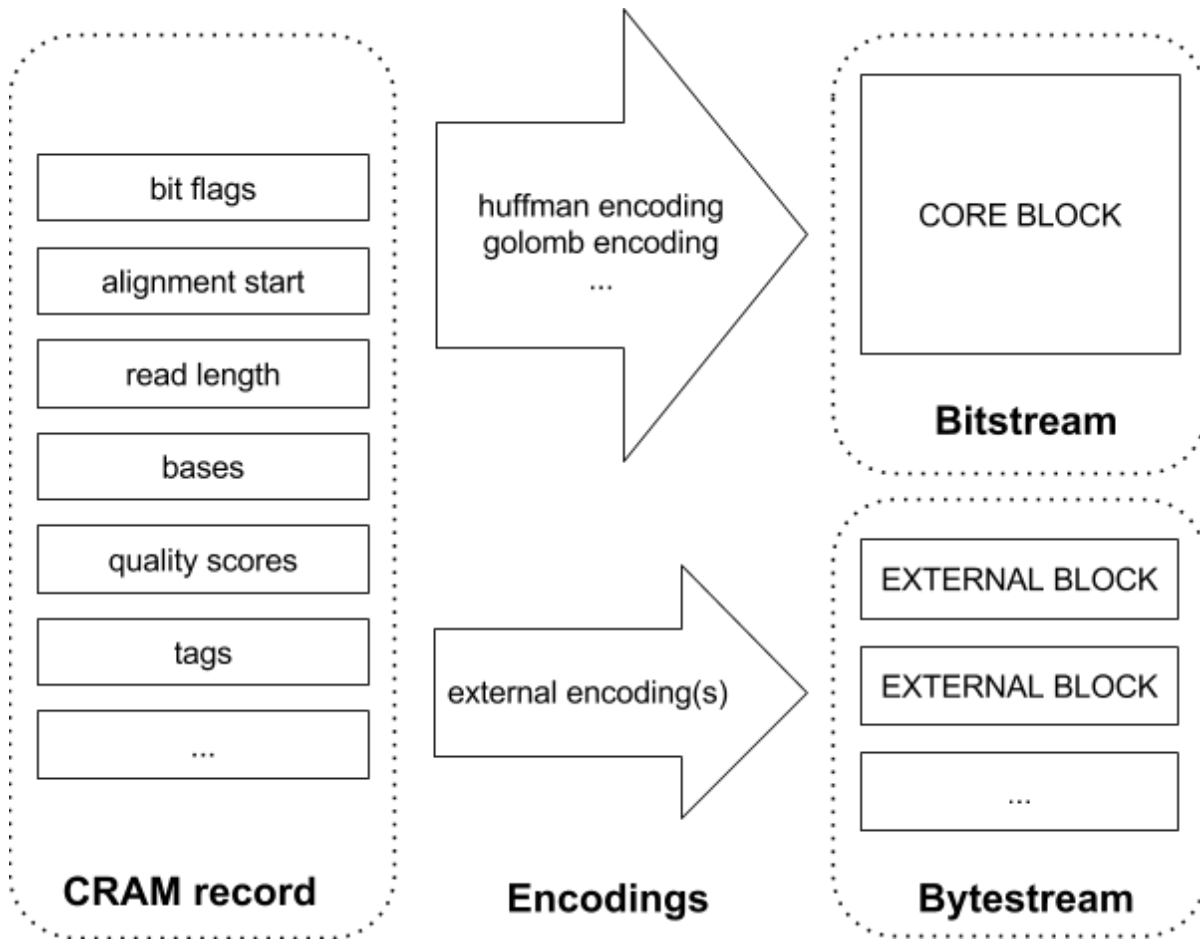 bit flags
alignment start
read length
bases
quality scores
tags
...
CRAM record
huffman encoding
golomb encoding
...
external encoding(s)
Encodings
CORE BLOCK
Bitstream
EXTERNAL BLOCK
EXTERNAL BLOCK
...
Bytestream